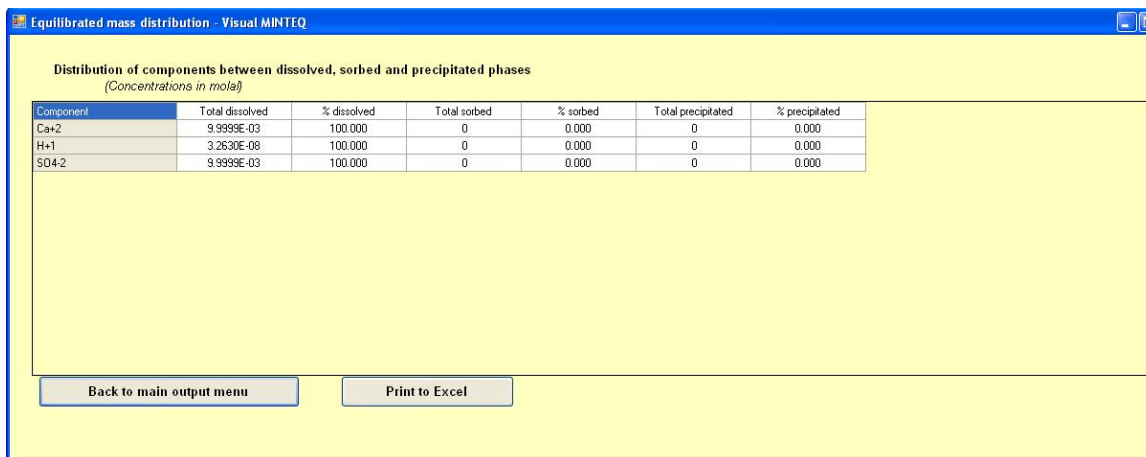 Equilibrated mass distribution - Visual MINTEQ
Distribution of components between dissolved, sorbed and precipitated phases
(Concentrations in molal)
Component Total dissolved % dissolved Total sorbed % sorbed Total precipitated % precipitated
Ca+2 9.9999E-03 100.000 0 0.000 0 0.000
H+1 3.2630E-08 100.000 0 0.000 0 0.000
SO4-2 9.9999E-03 100.000 0 0.000 0 0.000
Back to main output menu Print to Excel